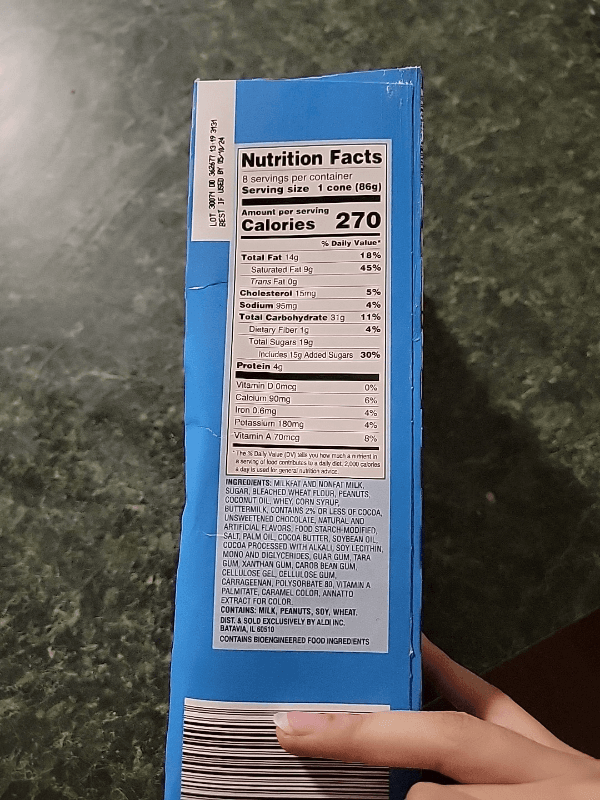 LOT 30071 00 362677 13:19 3131
BEST IF USED BY 05/10/24
Nutrition Facts
8 servings per container
Serving size 1 cone (86g)
Amount per serving
Calories 270
% Daily Value*
Total Fat 14g 18%
Saturated Fat 9g 45%
Trans Fat 0g
Cholesterol 15mg 5%
Sodium 95mg 4%
Total Carbohydrate 31g 11%
Dietary Fiber 1g 4%
Total Sugars 19g
Includes 15g Added Sugars 30%
Protein 4g
Vitamin D 0mcg 0%
Calcium 90mg 6%
Iron 0.6mg 4%
Potassium 180mg 4%
Vitamin A 70mcg 8%
*The % Daily Value (DV) tells you how much a nutrient in
a serving of food contributes to a daily diet. 2,000 calories
a day is used for general nutrition advice.
INGREDIENTS: MILKFAT AND NONFAT MILK,
SUGAR, BLEACHED WHEAT FLOUR, PEANUTS,
COCONUT OIL, WHEY, CORN SYRUP,
BUTTERMILK, CONTAINS 2% OR LESS OF COCOA,
UNSWEETENED CHOCOLATE, NATURAL AND
ARTIFICIAL FLAVORS, FOOD STARCH-MODIFIED,
SALT, PALM OIL, COCOA BUTTER, SOYBEAN OIL,
COCOA PROCESSED WITH ALKALI, SOY LECITHIN,
MONO AND DIGLYCERIDES, GUAR GUM, TARA
GUM, XANTHAN GUM, CAROB BEAN GUM,
CELLULOSE GEL, CELLULOSE GUM,
CARRAGEENAN, POLYSORBATE 80, VITAMIN A
PALMITATE, CARAMEL COLOR, ANNATTO
EXTRACT FOR COLOR.
CONTAINS: MILK, PEANUTS, SOY, WHEAT.
DIST. & SOLD EXCLUSIVELY BY ALDI INC.
BATAVIA, IL 60510
CONTAINS BIOENGINEERED FOOD INGREDIENTS